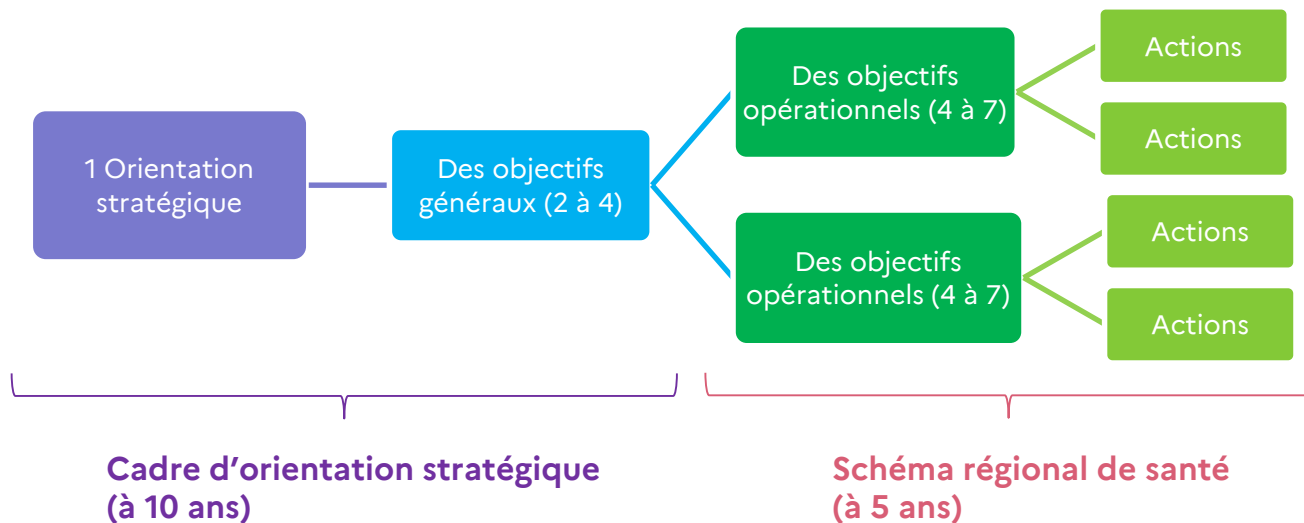 1 Orientation
stratégique
Des objectifs
généraux (2 à 4)
Des objectifs
opérationnels (4 à 7)
Actions
Actions
Des objectifs
opérationnels (4 à 7)
Actions
Actions
Cadre d’orientation stratégique
(à 10 ans)
Schéma régional de santé
(à 5 ans)